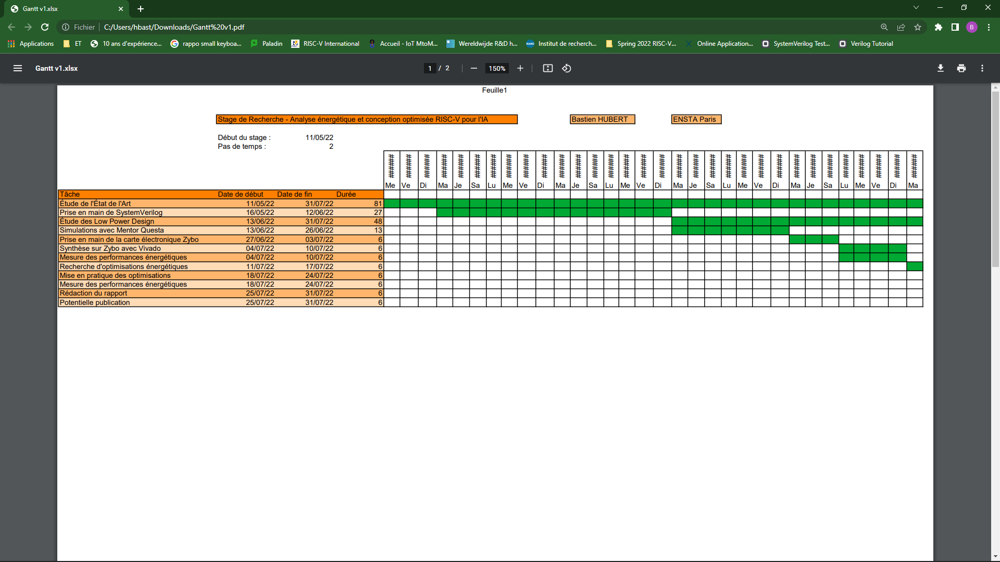 Gantt v1.xlsx
Fichier C:/Users/hbast/Downloads/Gantt%20v1.pdf B
Applications ET 10 ans d'expérience... rappo small keyboa... Paladin RISC-V International Accueil - IoT MtoM... Wereldwijde R&D h... NANO Institut de recherch... Spring 2022 RISC-V... Online Application... SystemVerilog Test... Verilog Tutorial
Gantt v1.xlsx 1 / 2 150%
Feuille1
Stage de Recherche - Analyse énergétique et conception optimisée RISC-V pour l'IA Bastien HUBERT ENSTA Paris
Début du stage : 11/05/22
Pas de temps : 2
Me Ve Di Ma Je Sa Lu Me Ve Di Ma Je Sa Lu Me Ve Di Ma Je Sa Lu Me Ve Di Ma Je Sa Lu Me Ve Di Ma
Tâche Date de début Date de fin Durée
Étude de l'État de l'Art 11/05/22 31/07/22 81
Prise en main de SystemVerilog 16/05/22 12/06/22 27
Étude des Low Power Design 13/06/22 31/07/22 48
Simulations avec Mentor Questa 13/06/22 26/06/22 13
Prise en main de la carte électronique Zybo 27/06/22 03/07/22 6
Synthèse sur Zybo avec Vivado 04/07/22 10/07/22 6
Mesure des performances énergétiques 04/07/22 10/07/22 6
Recherche d'optimisations énergétiques 11/07/22 17/07/22 6
Mise en pratique des optimisations 18/07/22 24/07/22 6
Mesure des performances énergétiques 18/07/22 24/07/22 6
Rédaction du rapport 25/07/22 31/07/22 6
Potentielle publication 25/07/22 31/07/22 6